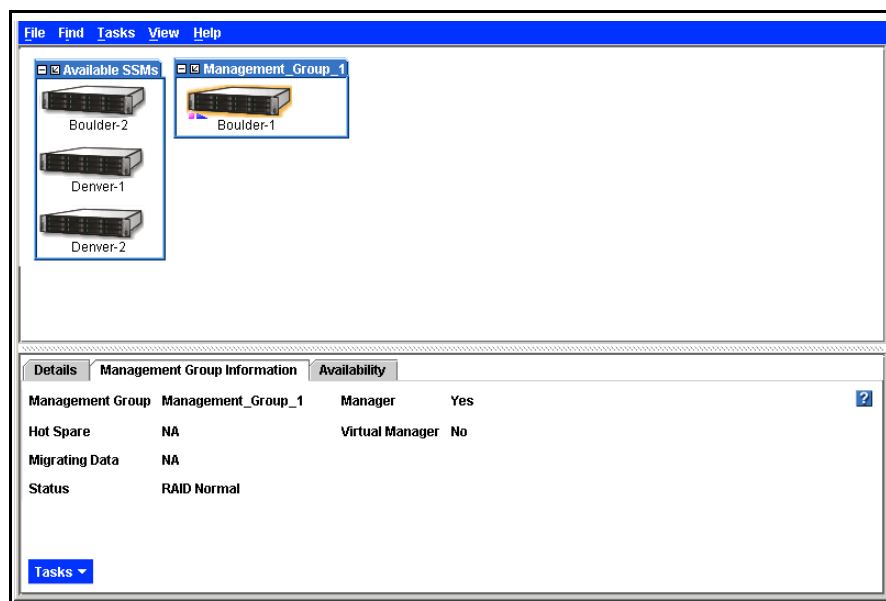 File Find Tasks View Help
Available SSMs
Management_Group_1
Boulder-2
Boulder-1
Denver-1
Denver-2
Details Management Group Information Availability
Management Group Management_Group_1 Manager Yes ?
Hot Spare NA Virtual Manager No
Migrating Data NA
Status RAID Normal
Tasks